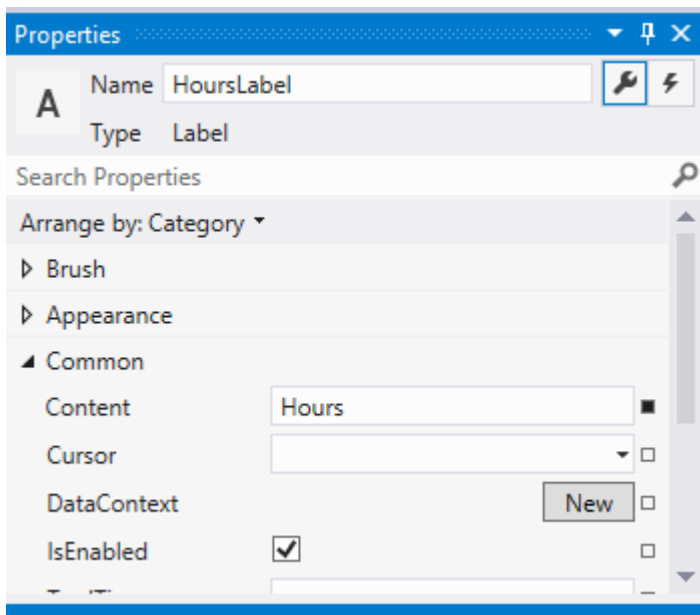 Properties
Name HoursLabel
A
Type Label
Search Properties
Arrange by: Category
Brush
Appearance
Common
Content Hours
Cursor
DataContext New
IsEnabled